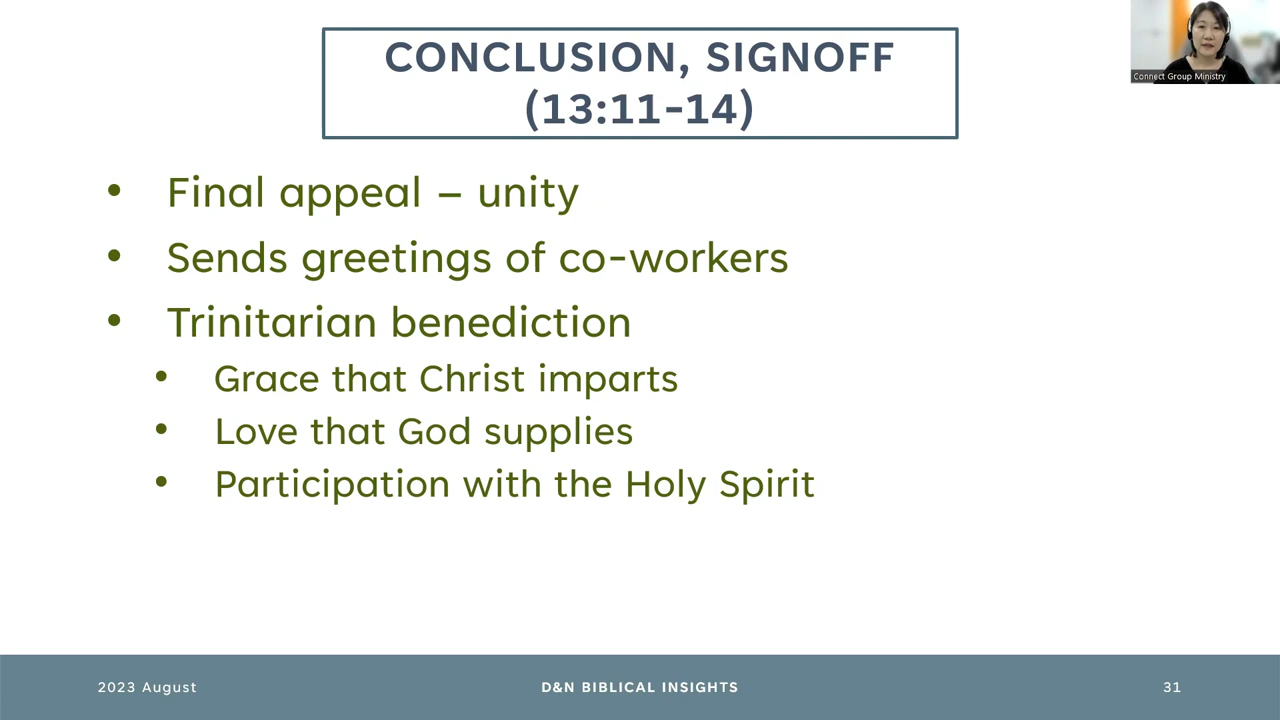 CONCLUSION, SIGNOFF
(13:11-14)
Connect Group Ministry
• Final appeal – unity
• Sends greetings of co-workers
• Trinitarian benediction
• Grace that Christ imparts
• Love that God supplies
• Participation with the Holy Spirit
2023 August
D&N BIBLICAL INSIGHTS
31